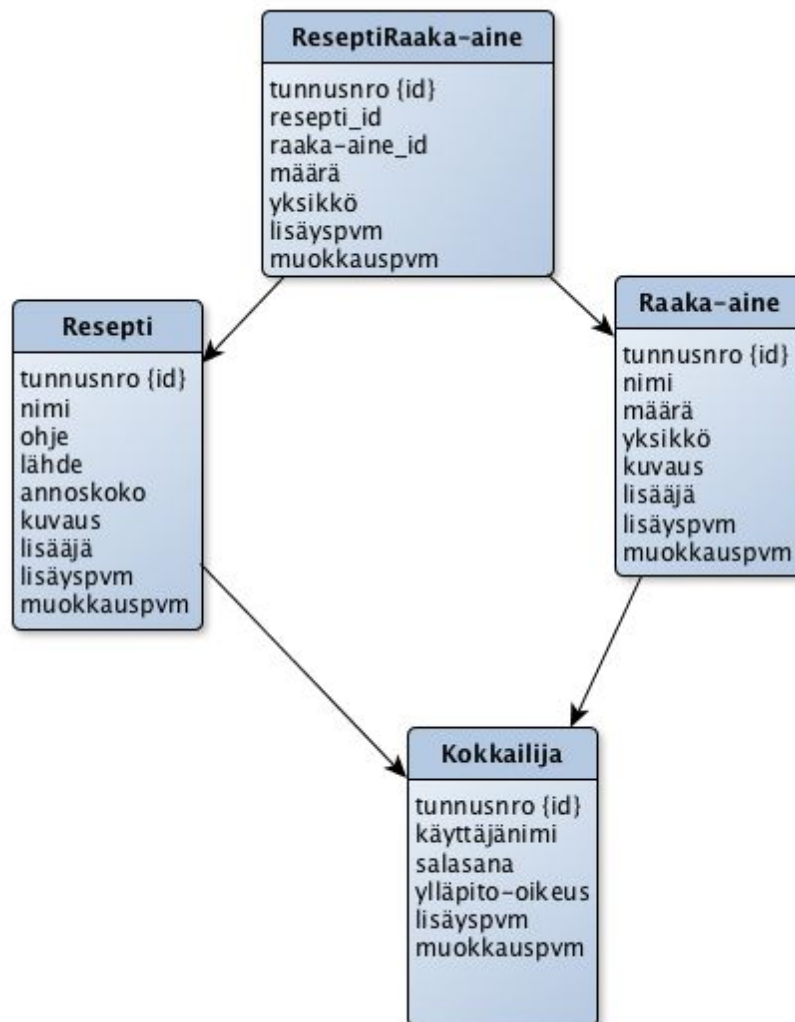 ReseptiRaaka-aine
tunnusnro {id}
resepti_id
raaka-aine_id
määrä
yksikkö
lisäyspvm
muokkauspvm
Resepti
tunnusnro {id}
nimi
ohje
lähde
annoskoko
kuvaus
lisääjä
lisäyspvm
muokkauspvm
Raaka-aine
tunnusnro {id}
nimi
määrä
yksikkö
kuvaus
lisääjä
lisäyspvm
muokkauspvm
Kokkailija
tunnusnro {id}
käyttäjänimi
salasana
ylläpito-oikeus
lisäyspvm
muokkauspvm